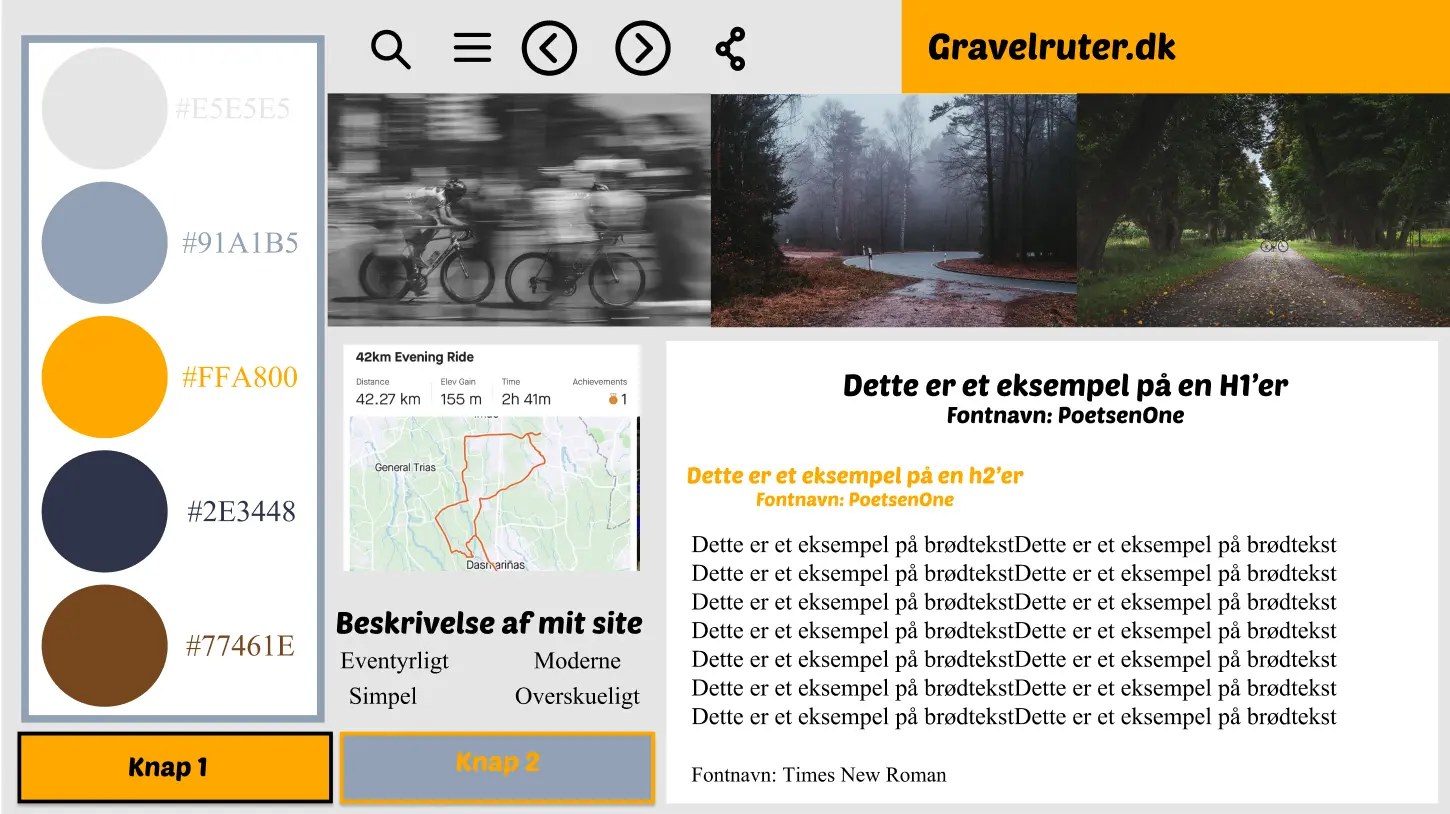 Gravelruter.dk
#E5E5E5
#91A1B5
#FFA800
#2E3448
#77461E
Knap 1
42km Evening Ride
Distance Elev Gain Time Achievements
42.27 km 155 m 2h 41m 1
General Trias
Dasmariñas
Beskrivelse af mit site
Eventyrligt Moderne
Simpel Overskueligt
Knap 2
Dette er et eksempel på en H1’er
Fontnavn: PoetsenOne
Dette er et eksempel på en h2’er
Fontnavn: PoetsenOne
Dette er et eksempel på brødtekstDette er et eksempel på brødtekst
Dette er et eksempel på brødtekstDette er et eksempel på brødtekst
Dette er et eksempel på brødtekstDette er et eksempel på brødtekst
Dette er et eksempel på brødtekstDette er et eksempel på brødtekst
Dette er et eksempel på brødtekstDette er et eksempel på brødtekst
Dette er et eksempel på brødtekstDette er et eksempel på brødtekst
Dette er et eksempel på brødtekstDette er et eksempel på brødtekst
Fontnavn: Times New Roman